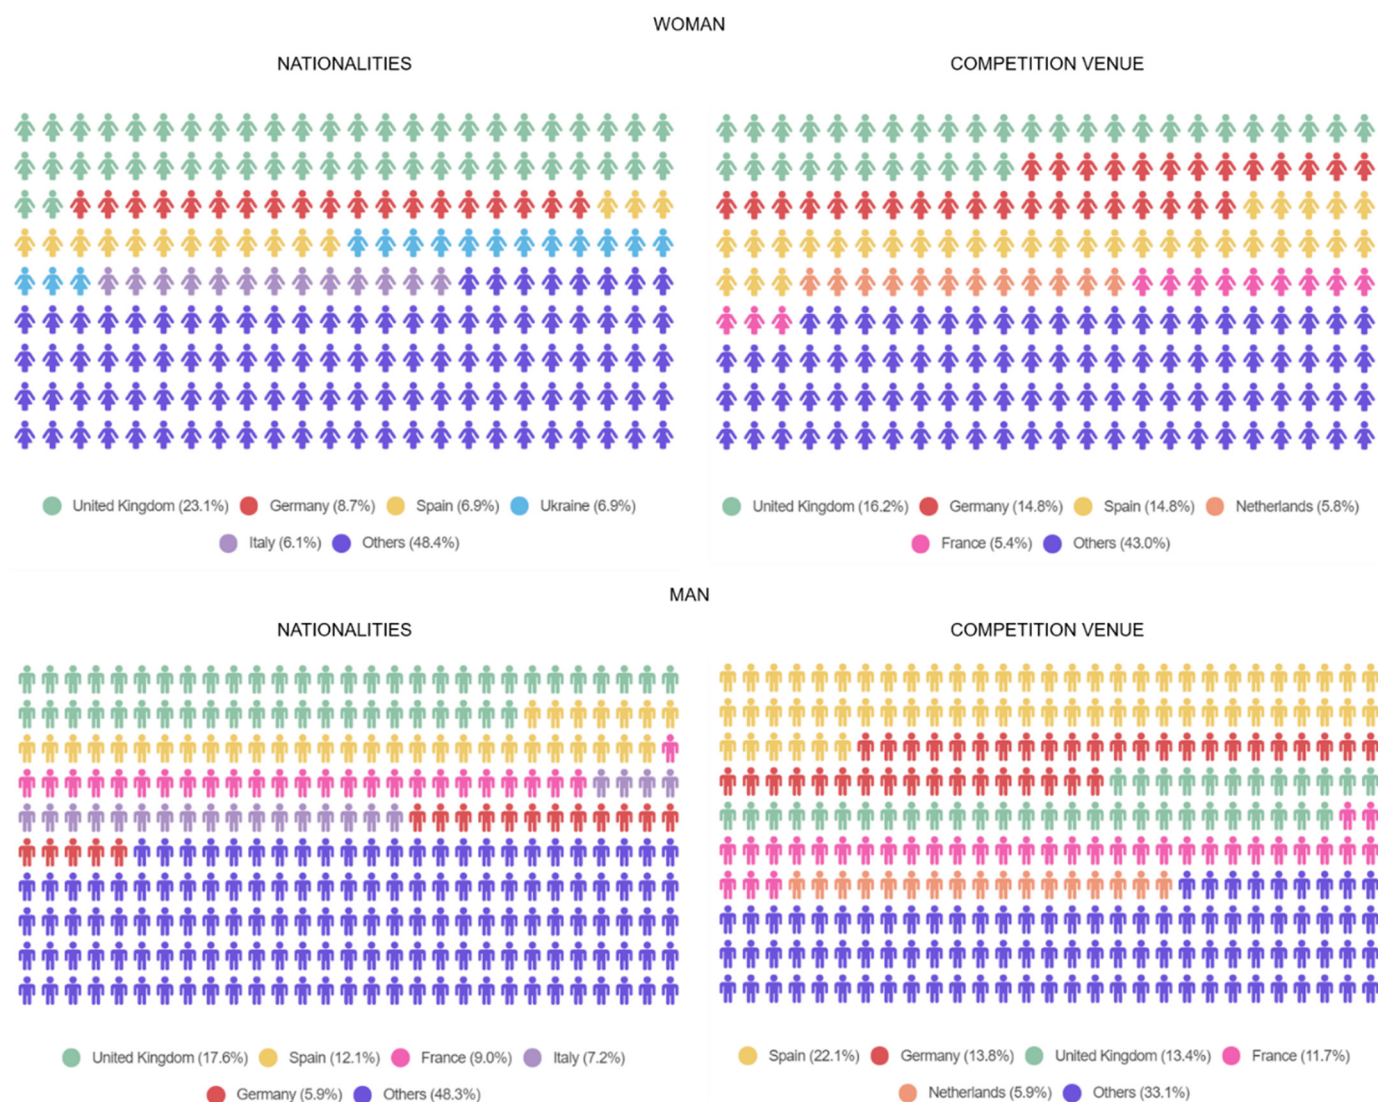 WOMAN
NATIONALITIES
COMPETITION VENUE
United Kingdom (23.1%) Germany (8.7%) Spain (6.9%) Ukraine (6.9%)
Italy (6.1%) Others (48.4%)
United Kingdom (16.2%) Germany (14.8%) Spain (14.8%) Netherlands (5.8%)
France (5.4%) Others (43.0%)
MAN
NATIONALITIES
COMPETITION VENUE
United Kingdom (17.6%) Spain (12.1%) France (9.0%) Italy (7.2%)
Germany (5.9%) Others (48.3%)
Spain (22.1%) Germany (13.8%) United Kingdom (13.4%) France (11.7%)
Netherlands (5.9%) Others (33.1%)